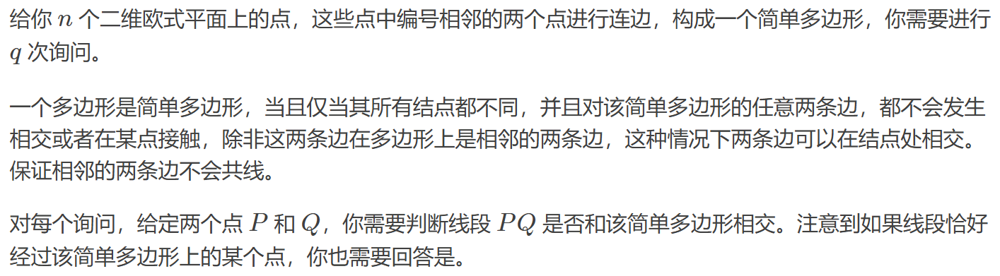 给你 n 个二维欧式平面上的点，这些点中编号相邻的两个点进行连边，构成一个简单多边形，你需要进行
q 次询问。
一个多边形是简单多边形，当且仅当其所有结点都不同，并且对该简单多边形的任意两条边，都不会发生
相交或者在某点接触，除非这两条边在多边形上是相邻的两条边，这种情况下两条边可以在结点处相交。
保证相邻的两条边不会共线。
对每个询问，给定两个点 P 和 Q，你需要判断线段 PQ 是否和该简单多边形相交。注意到如果线段恰好
经过该简单多边形上的某个点，你也需要回答是。